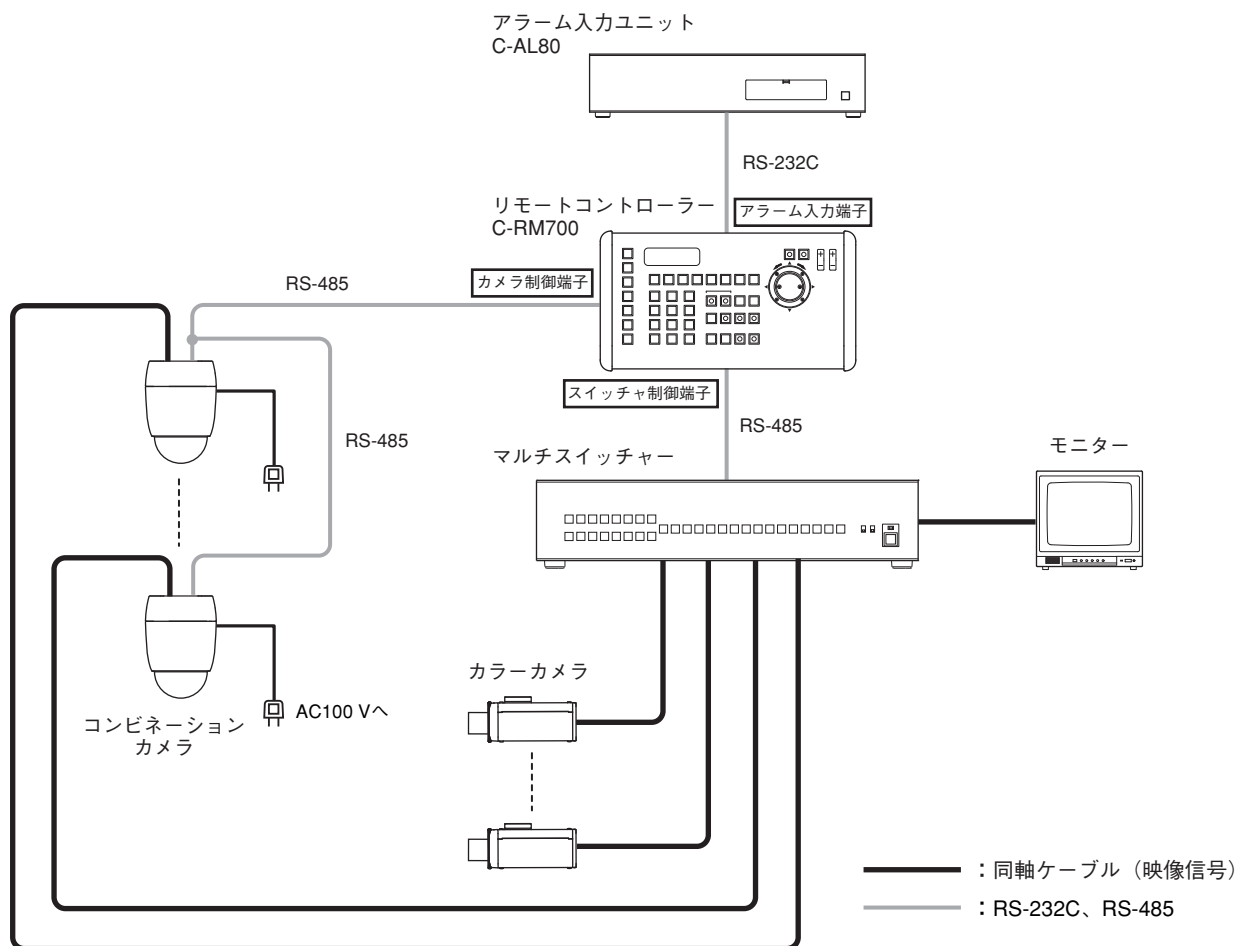 アラーム入力ユニット
C-AL80
RS-232C
リモートコントローラー
C-RM700
アラーム入力端子
RS-485
カメラ制御端子
スイッチャ制御端子
RS-485
RS-485
マルチスイッチャー
モニター
カラーカメラ
AC100 Vへ
コンビネーション
カメラ
：同軸ケーブル（映像信号）
：RS-232C、RS-485